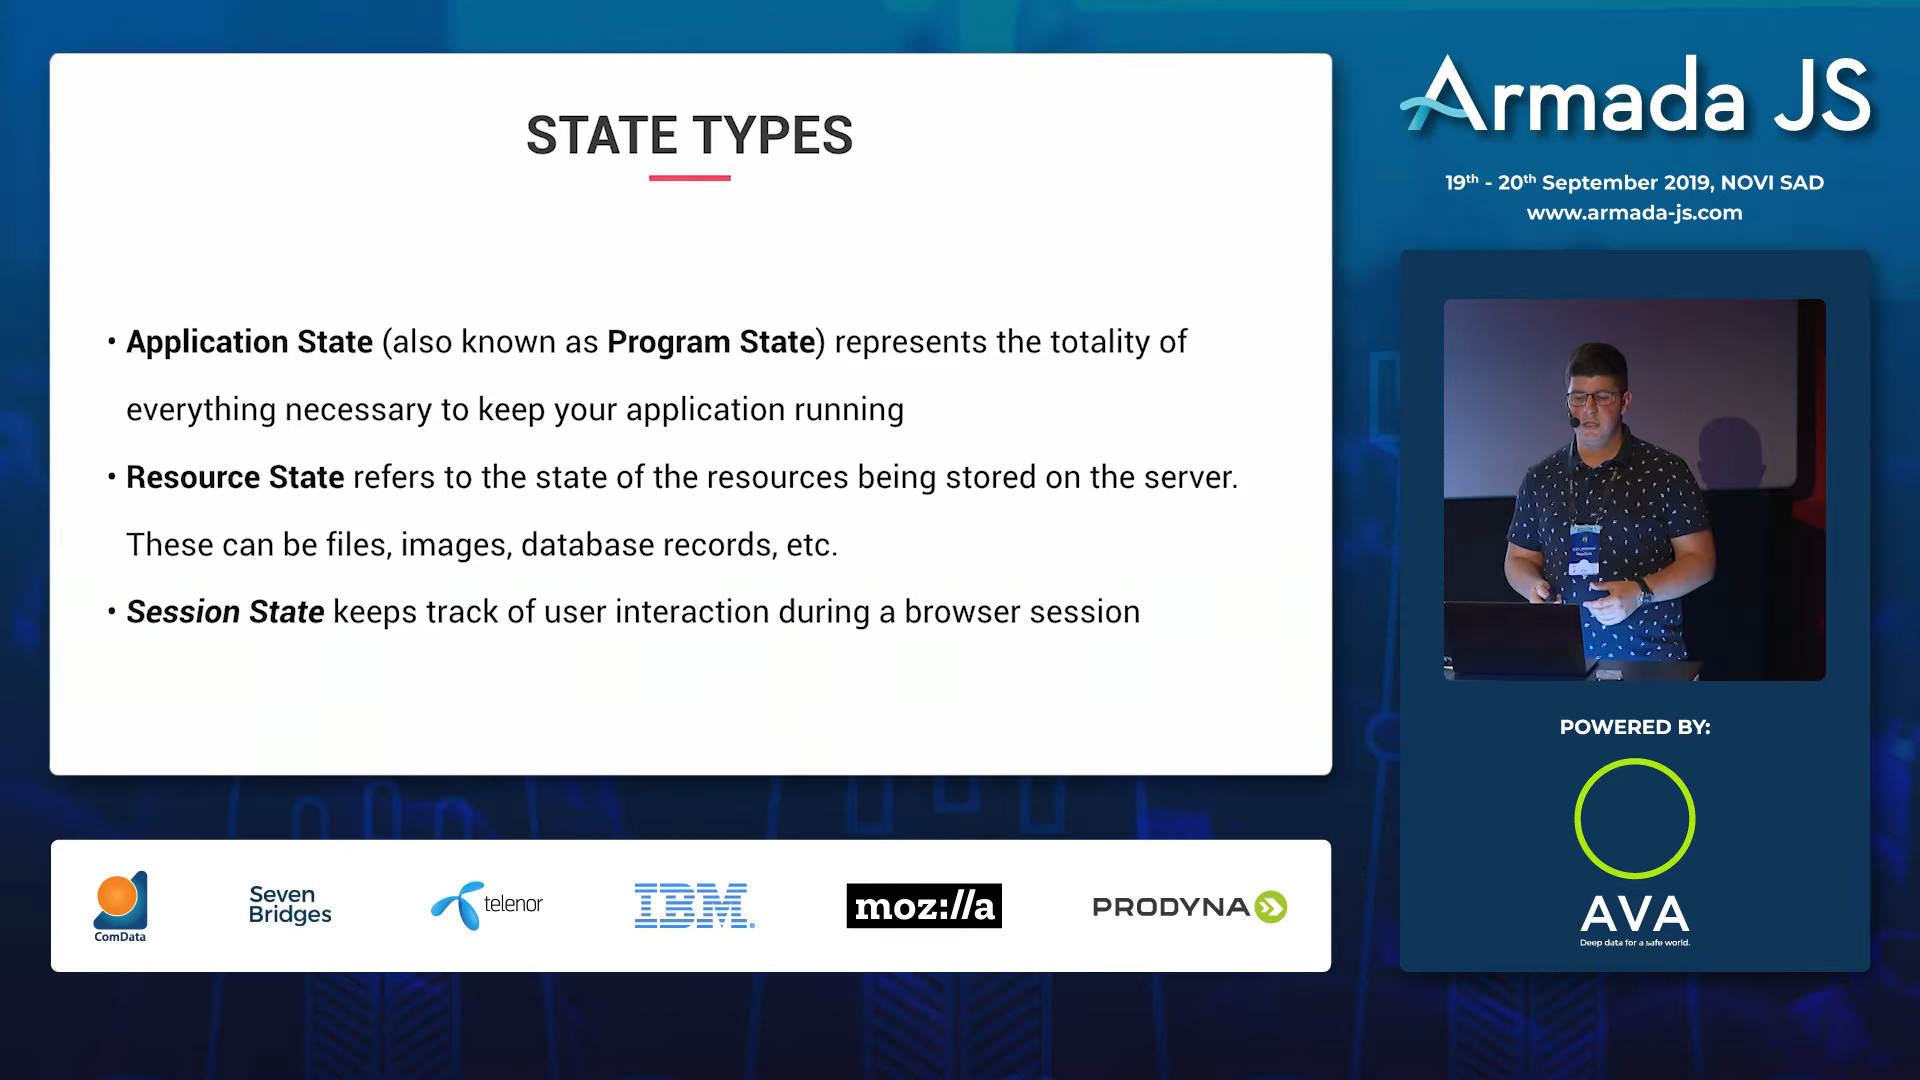 STATE TYPES
• Application State (also known as Program State) represents the totality of
everything necessary to keep your application running
• Resource State refers to the state of the resources being stored on the server.
These can be files, images, database records, etc.
• Session State keeps track of user interaction during a browser session
Armada JS
19th - 20th September 2019, NOVI SAD
www.armada-js.com
POWERED BY:
AVA
Deep data for a safe world.
ComData
Seven
Bridges
telenor
IBM
moz://a
PRODYNA